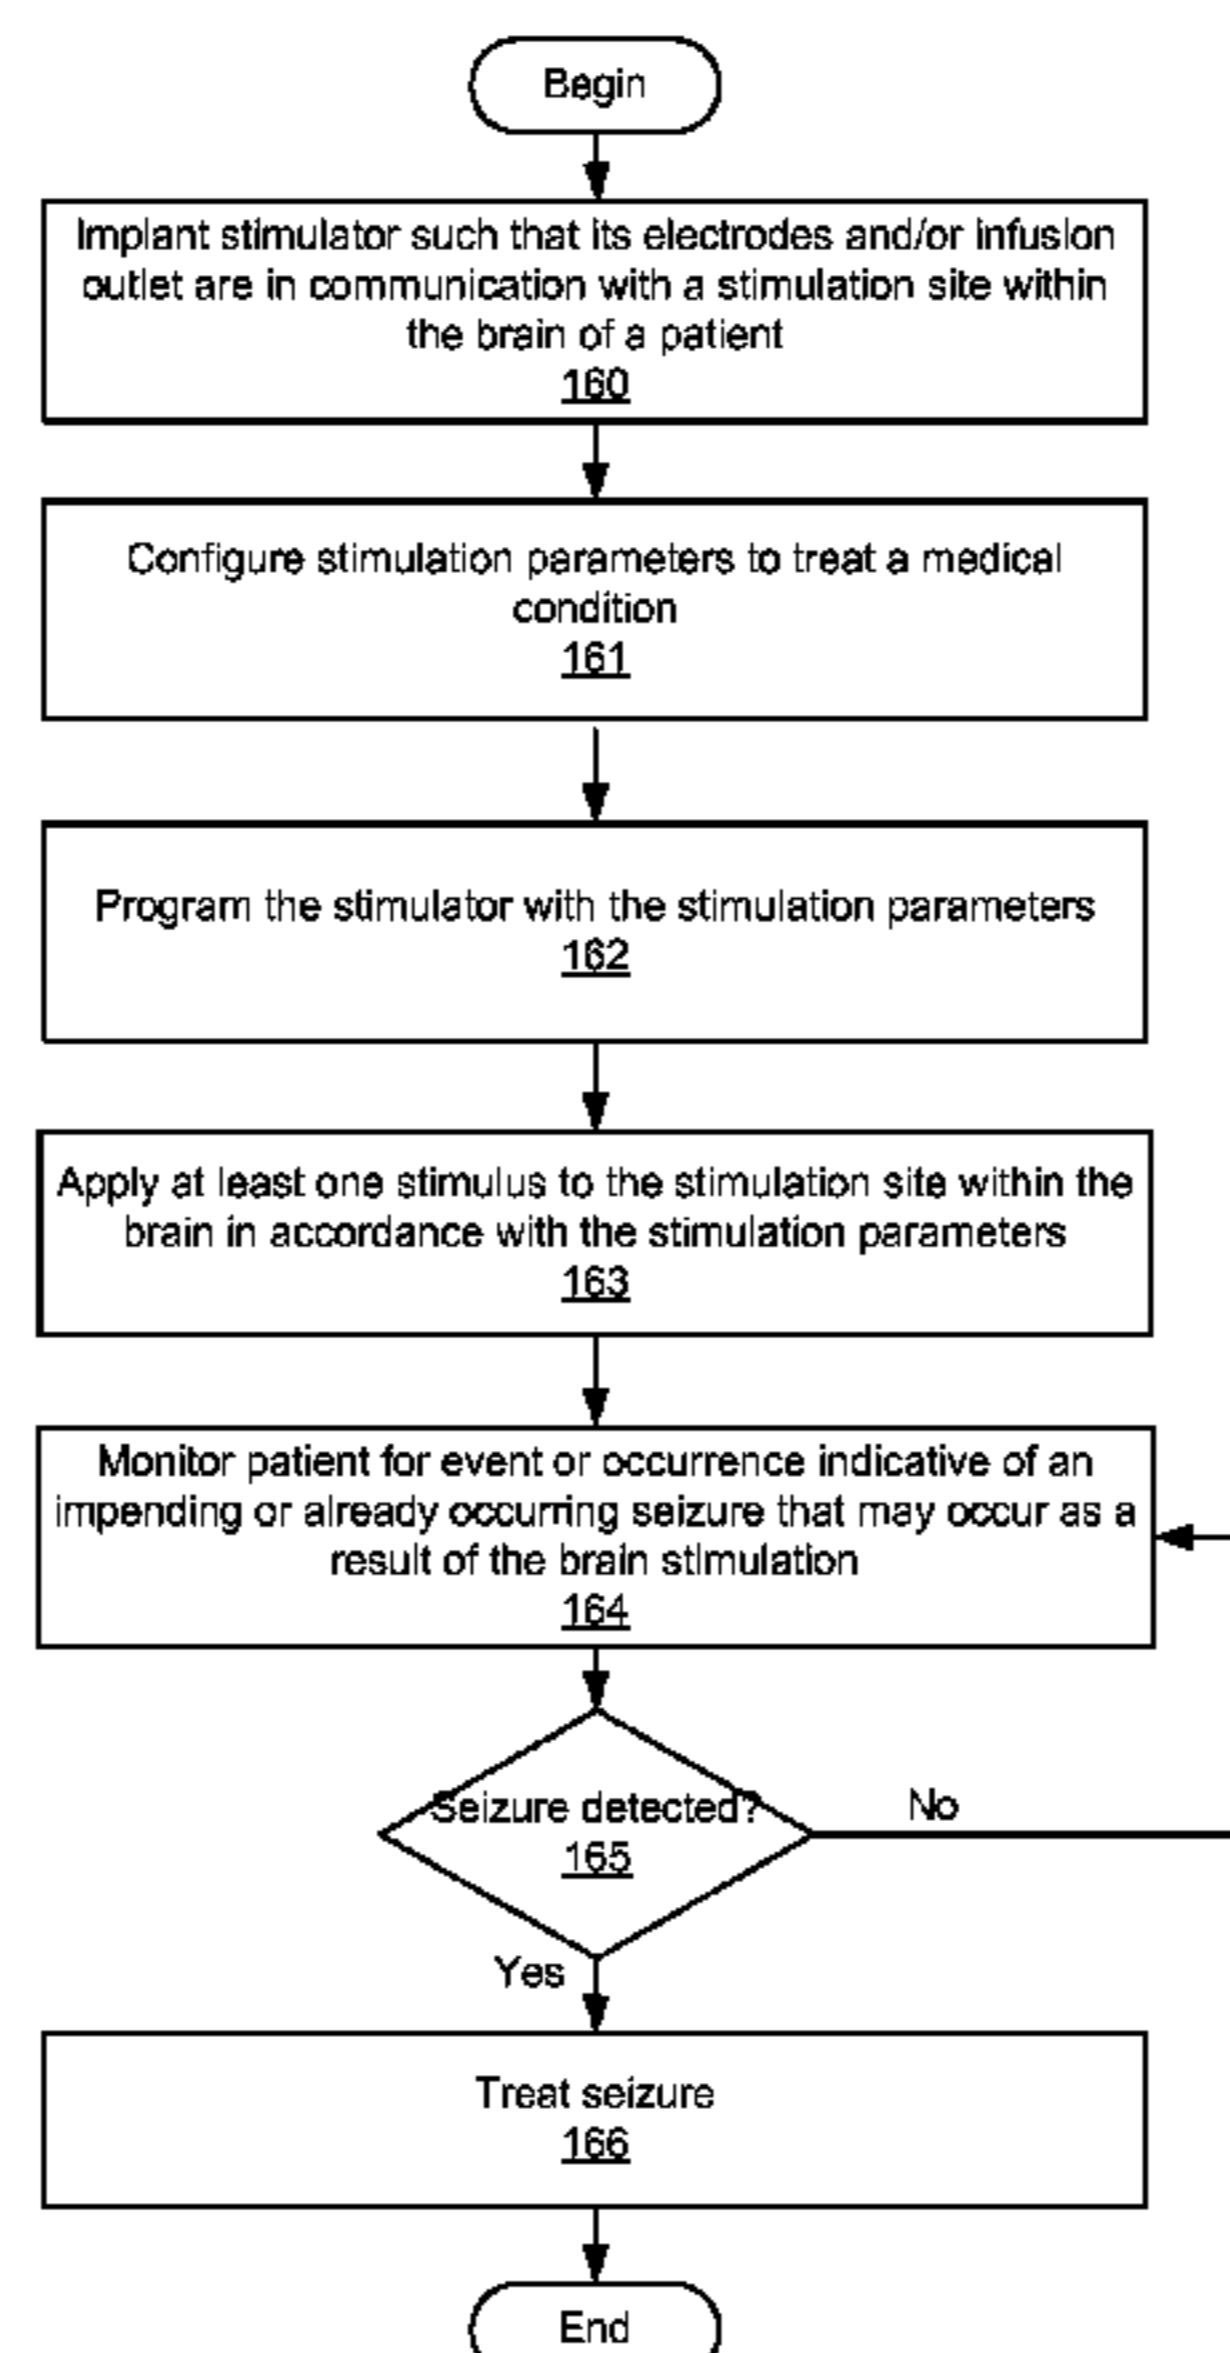 Begin
Implant stimulator such that its electrodes and/or infusion
outlet are in communication with a stimulation site within
the brain of a patient
160
Configure stimulation parameters to treat a medical
condition
161
Program the stimulator with the stimulation parameters
162
Apply at least one stimulus to the stimulation site within the
brain in accordance with the stimulation parameters
163
Monitor patient for event or occurrence indicative of an
impending or already occurring seizure that may occur as a
result of the brain stimulation
164
Seizure detected?
165
No
Yes
Treat seizure
166
End